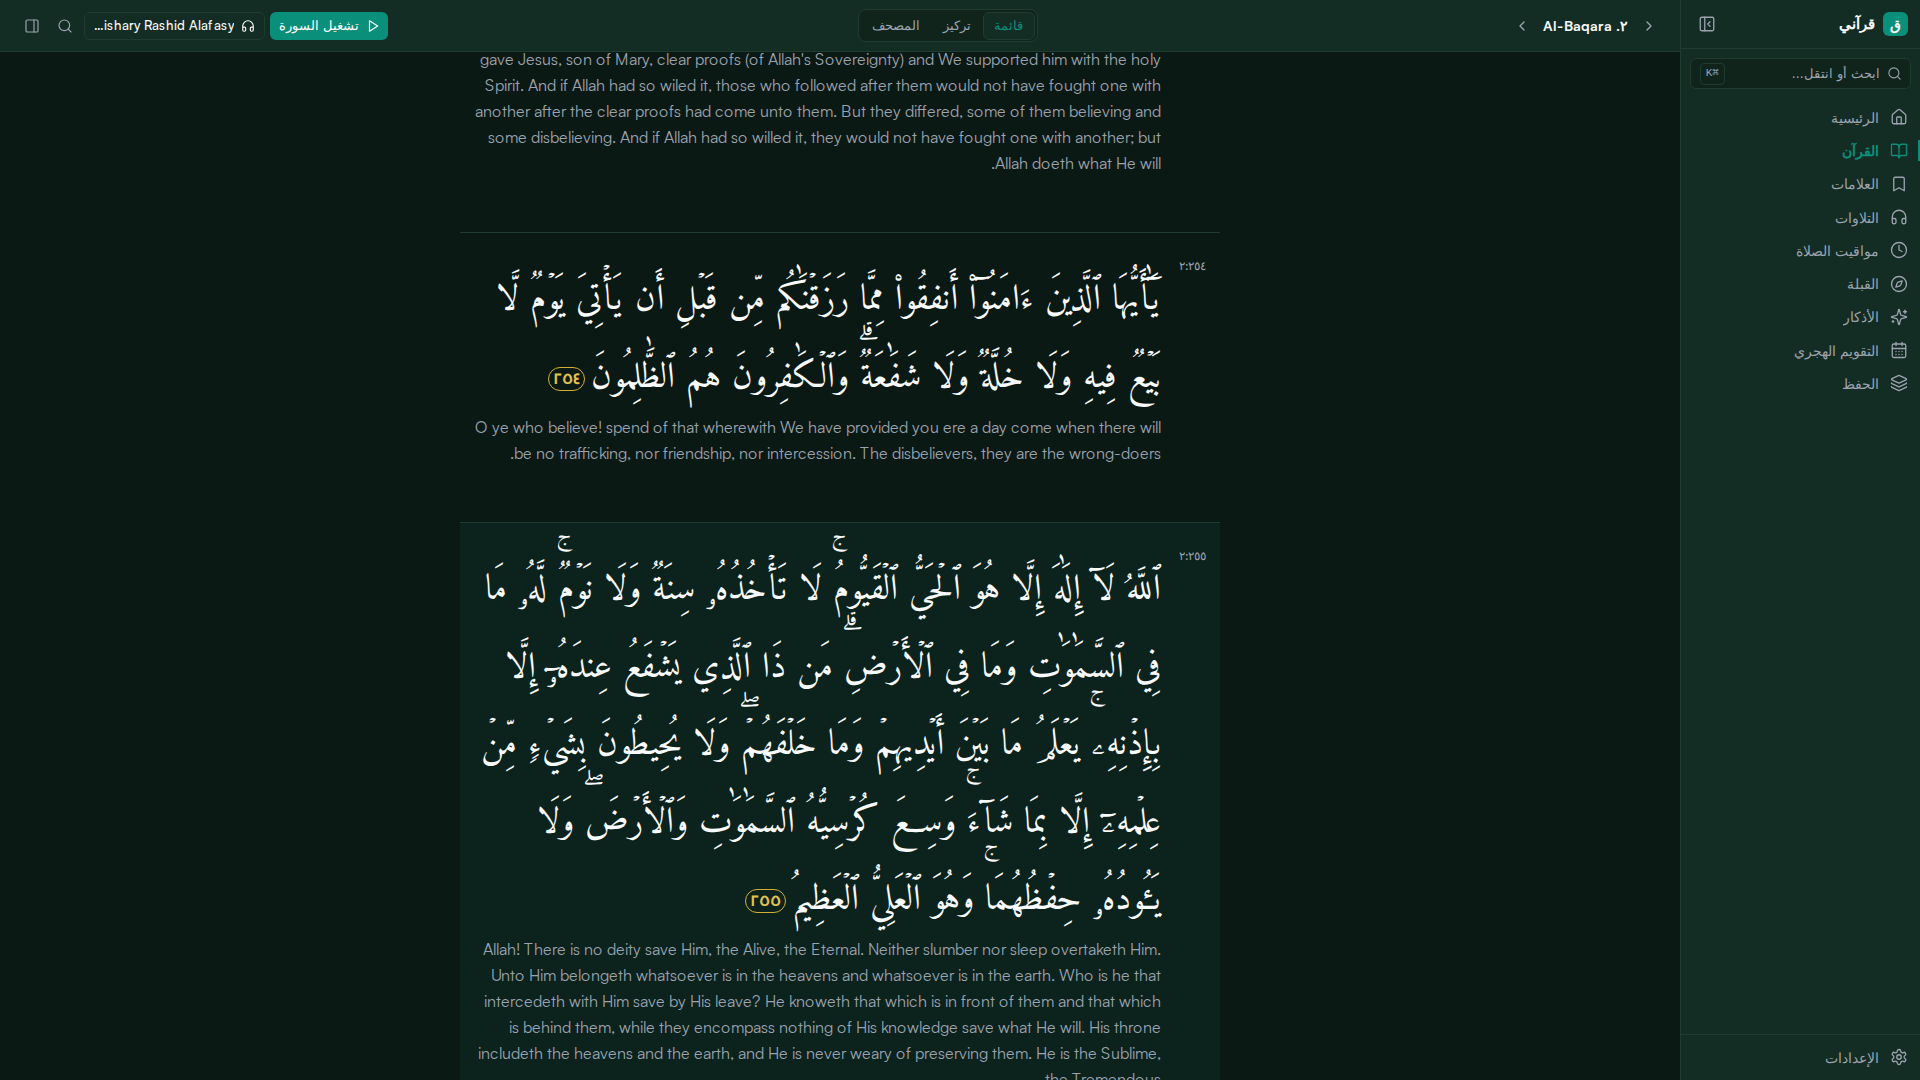 قرآني
ق
ابحث أو انتقل...
⌘K
الرئيسية
القرآن
العلامات
التلاوات
مواقيت الصلاة
القبلة
الأذكار
التقويم الهجري
الحفظ
الإعدادات
٢. Al-Baqara
قائمة
تركيز
المصحف
تشغيل السورة
...ishary Rashid Alafasy
gave Jesus, son of Mary, clear proofs (of Allah's Sovereignty) and We supported him with the holy
Spirit. And if Allah had so wiled it, those who followed after them would not have fought one with
another after the clear proofs had come unto them. But they differed, some of them believing and
some disbelieving. And if Allah had so willed it, they would not have fought one with another; but
.Allah doeth what He will
٢:٢٥٤
يَٰٓأَيُّهَا ٱلَّذِينَ ءَامَنُوٓاْ أَنفِقُواْ مِمَّا رَزَقۡنَٰكُم مِّن قَبۡلِ أَن يَأۡتِيَ يَوۡمٞ لَّا
بَيۡعٞ فِيهِ وَلَا خُلَّةٞ وَلَا شَفَٰعَةٞۗ وَٱلۡكَٰفِرُونَ هُمُ ٱلظَّٰلِمُونَ ٢٥٤
O ye who believe! spend of that wherewith We have provided you ere a day come when there will
.be no trafficking, nor friendship, nor intercession. The disbelievers, they are the wrong-doers
٢:٢٥٥
ٱللَّهُ لَآ إِلَٰهَ إِلَّا هُوَ ٱلۡحَيُّ ٱلۡقَيُّومُۚ لَا تَأۡخُذُهُۥ سِنَةٞ وَلَا نَوۡمٞۚ لَّهُۥ مَا
فِي ٱلسَّمَٰوَٰتِ وَمَا فِي ٱلۡأَرۡضِۗ مَن ذَا ٱلَّذِي يَشۡفَعُ عِندَهُۥٓ إِلَّا
بِإِذۡنِهِۦۚ يَعۡلَمُ مَا بَيۡنَ أَيۡدِيهِمۡ وَمَا خَلۡفَهُمۡۖ وَلَا يُحِيطُونَ بِشَيۡءٖ مِّنۡ
عِلۡمِهِۦٓ إِلَّا بِمَا شَآءَۚ وَسِعَ كُرۡسِيُّهُ ٱلسَّمَٰوَٰتِ وَٱلۡأَرۡضَۖ وَلَا
يَـُٔودُهُۥ حِفۡظُهُمَاۚ وَهُوَ ٱلۡعَلِيُّ ٱلۡعَظِيمُ ٢٥٥
Allah! There is no deity save Him, the Alive, the Eternal. Neither slumber nor sleep overtaketh Him.
Unto Him belongeth whatsoever is in the heavens and whatsoever is in the earth. Who is he that
intercedeth with Him save by His leave? He knoweth that which is in front of them and that which
is behind them, while they encompass nothing of His knowledge save what He will. His throne
includeth the heavens and the earth, and He is never weary of preserving them. He is the Sublime,
the Tremendous